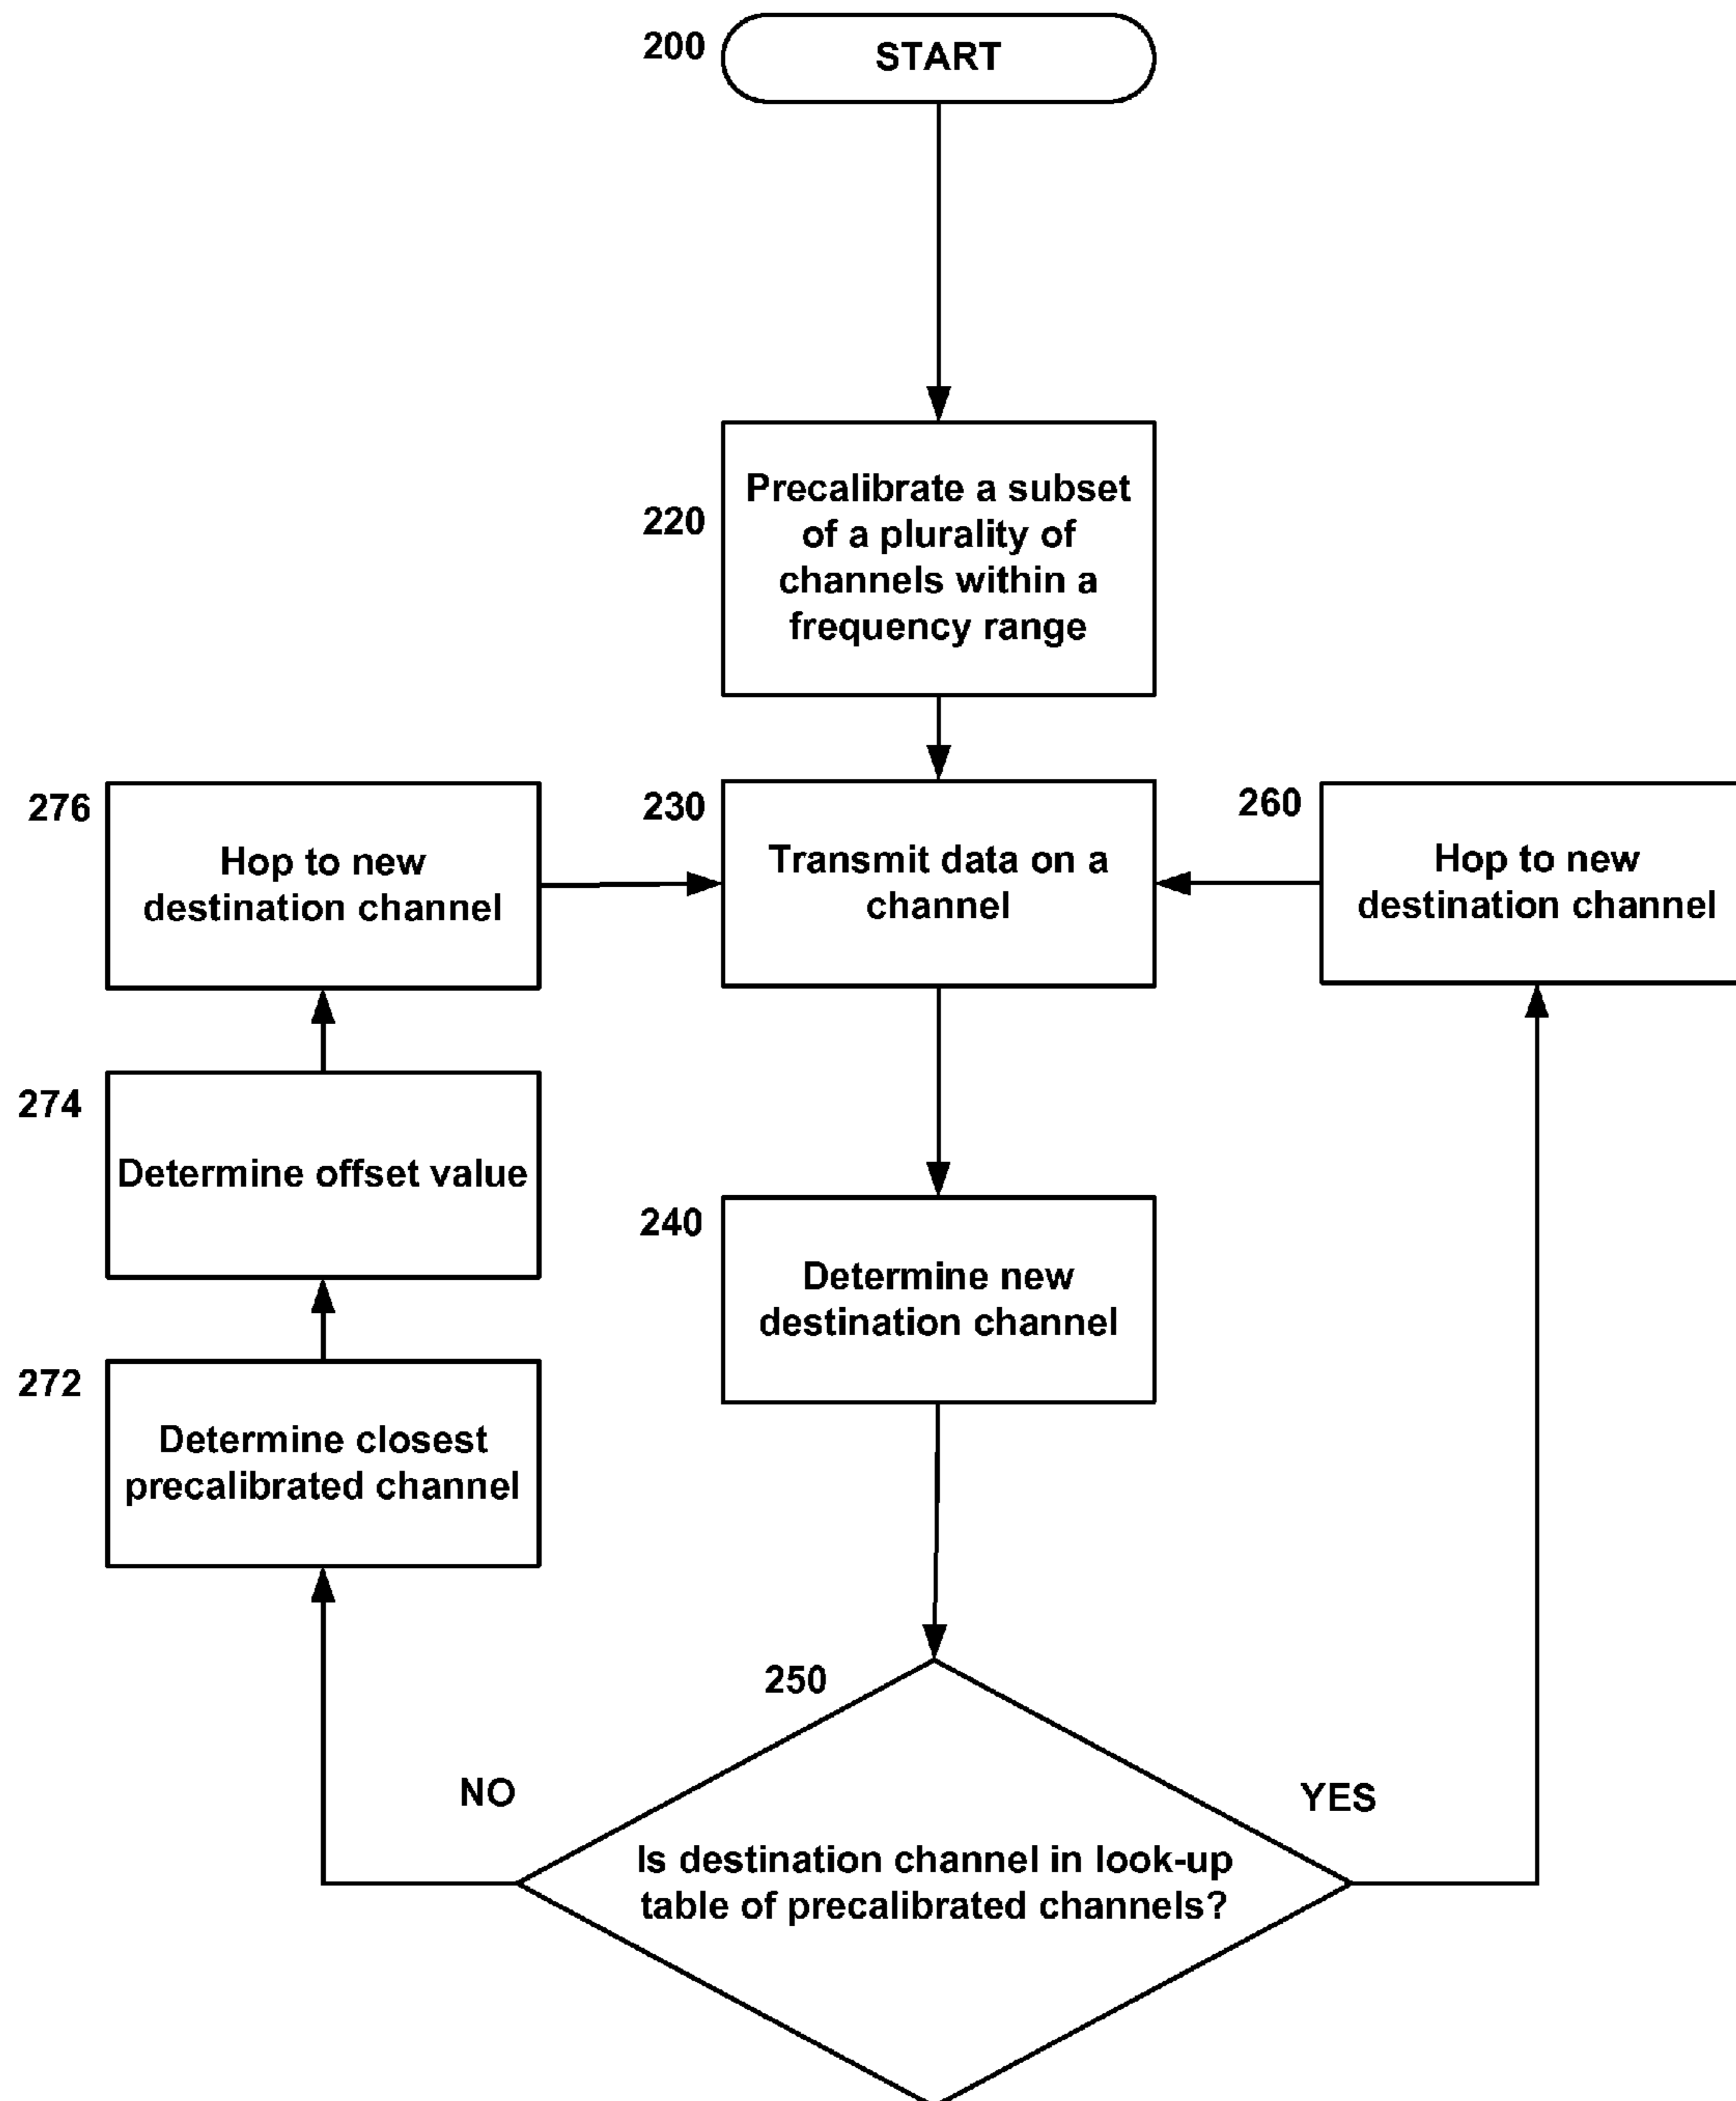 200
START
220
Precalibrate a subset
of a plurality of
channels within a
frequency range
276
Hop to new
destination channel
230
Transmit data on a
channel
260
Hop to new
destination channel
274
Determine offset value
240
Determine new
destination channel
272
Determine closest
precalibrated channel
250
NO
YES
Is destination channel in look-up
table of precalibrated channels?